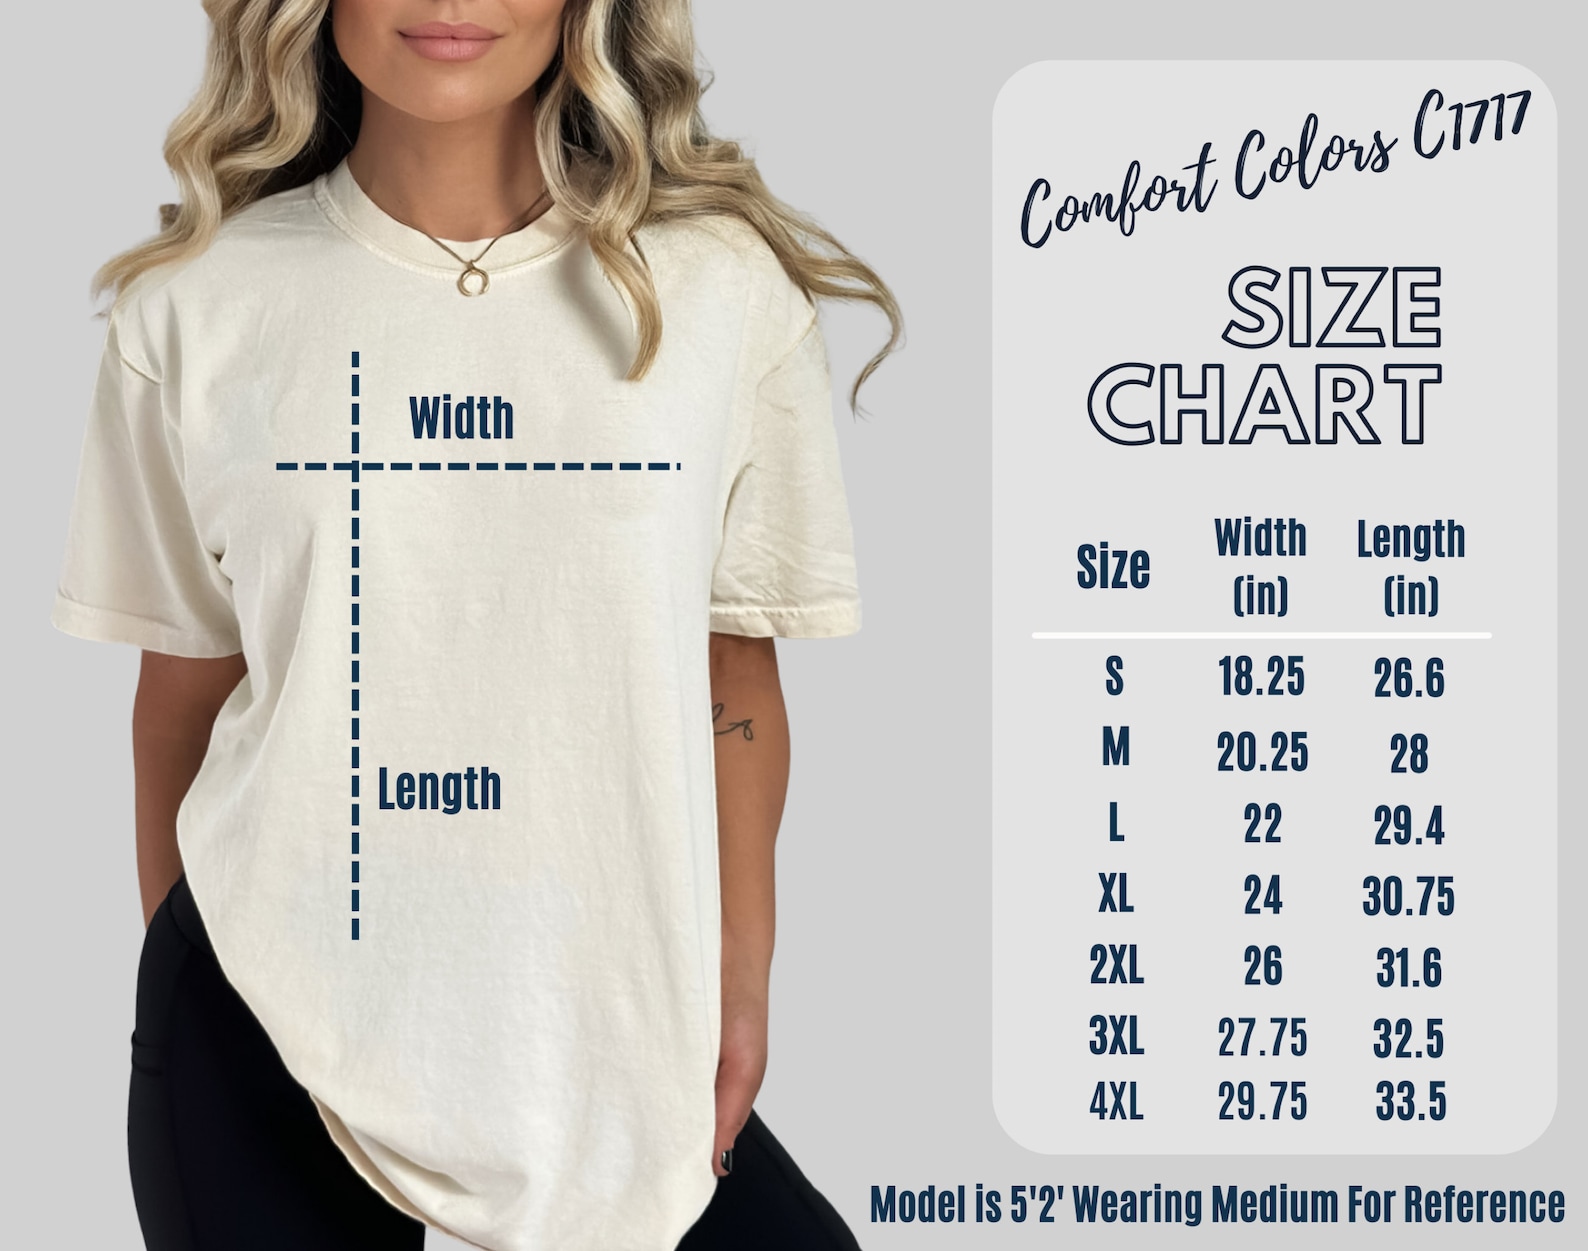 Width
Length
Comfort Colors C1717
SIZE
CHART
Size Width (in) Length (in)
S 18.25 26.6
M 20.25 28
L 22 29.4
XL 24 30.75
2XL 26 31.6
3XL 27.75 32.5
4XL 29.75 33.5
Model is 5'2' Wearing Medium For Reference